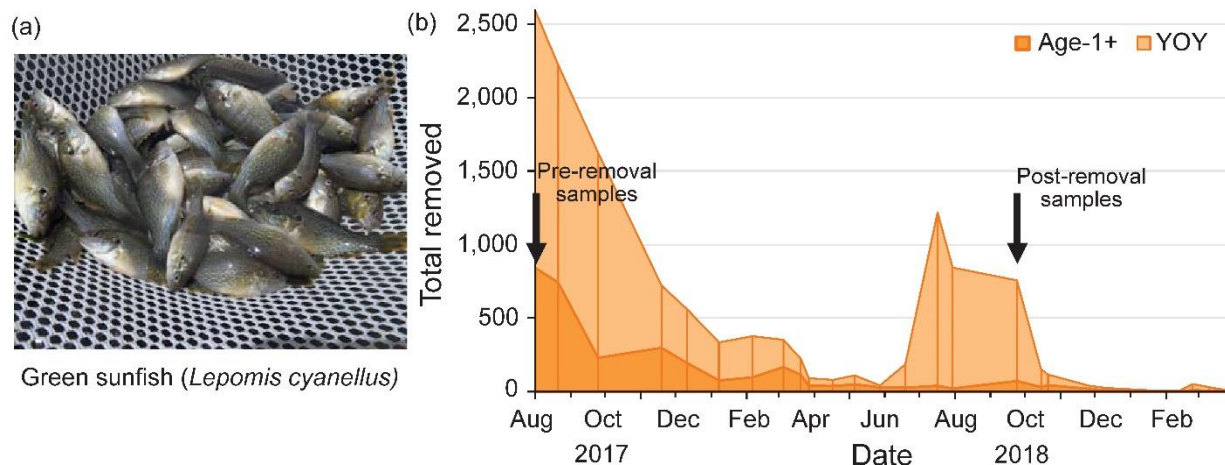 (a)
Green sunfish (Lepomis cyanellus)
(b)
Total removed
2,500
2,000
1,500
1,000
500
0
Age-1+ YOY
Pre-removal
samples
Post-removal
samples
Aug Oct Dec Feb Apr Jun Aug Oct Dec Feb
2017 Date 2018